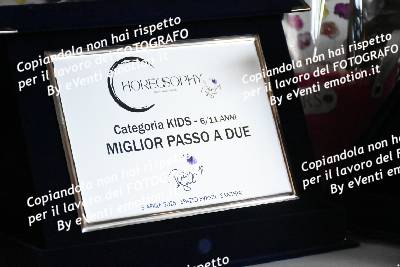 Copiandola non hai rispetto
per il lavoro del FOTOGRAFO
By eVenti emotion.it
Copiandola non hai rispetto
per il lavoro del FOTOGRAFO
By eVenti emotion.it
CHOREOSOPHY
Categoria KIDS - 6/11 ANNI
MIGLIOR PASSO A DUE
Copiandola non hai rispetto
per il lavoro del FOTOGRAFO
By eVenti emotion.it
Copiandola non hai rispetto
per il lavoro del FOTOGRAFO
By eVenti emotion.it
rispetto